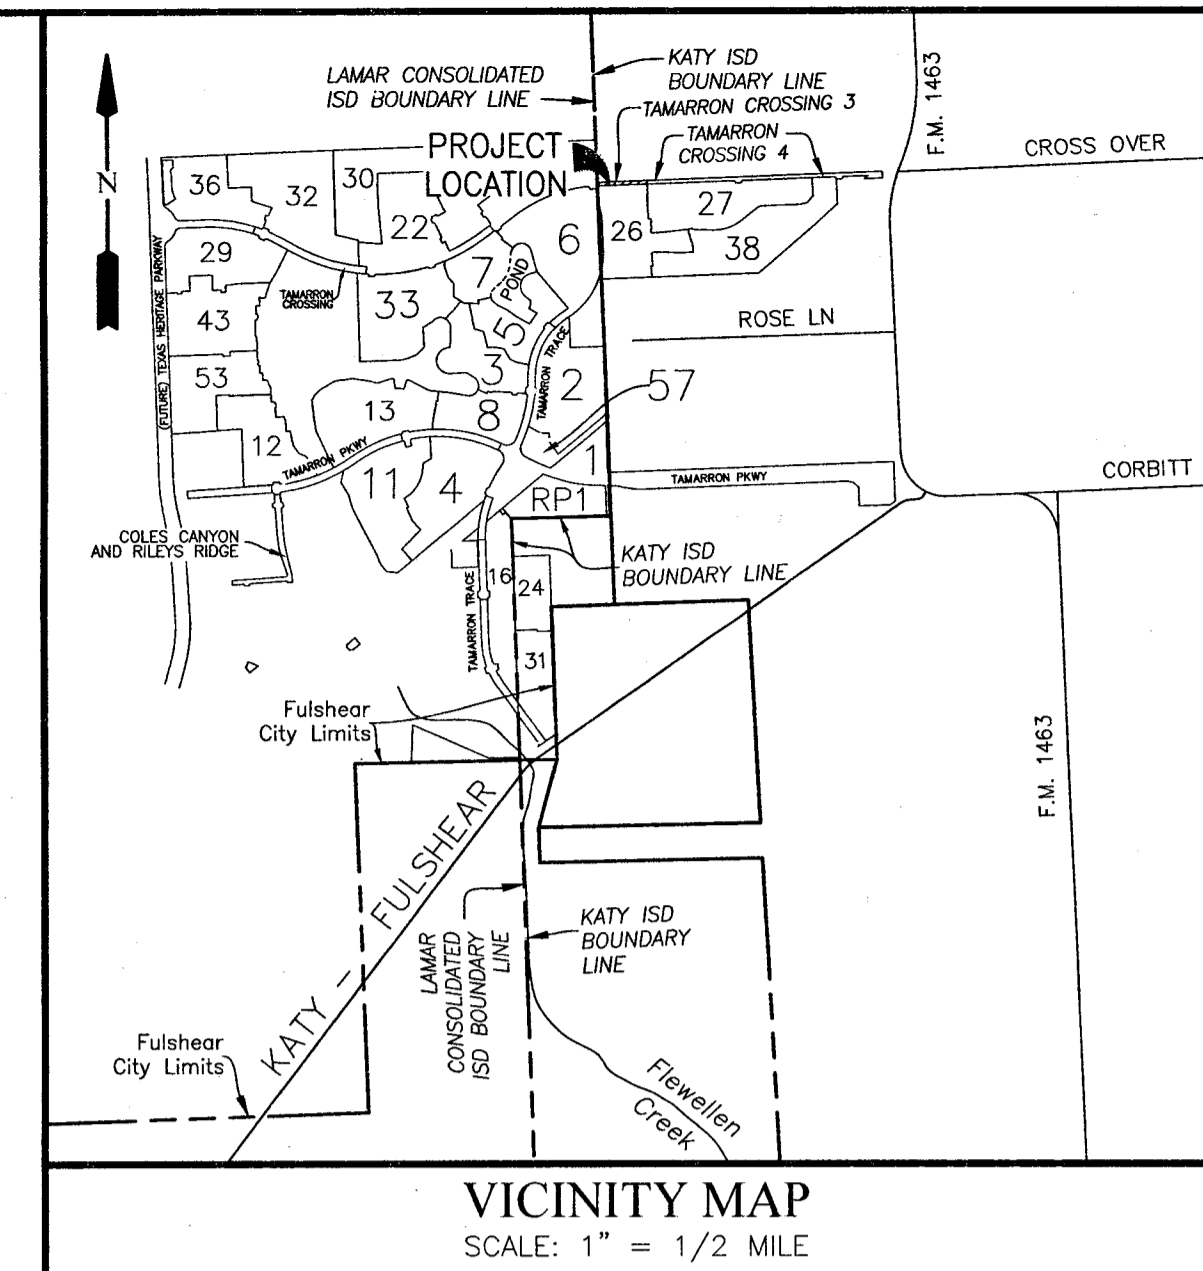 LAMAR CONSOLIDATED
ISD BOUNDARY LINE
KATY ISD
BOUNDARY LINE
TAMARRON CROSSING 3
TAMARRON
CROSSING 4
F.M. 1463
CROSS OVER
PROJECT
LOCATION
N
36
32
30
22
6
26
27
38
29
7
POND
TAMARRON
CROSSING
33
5
43
ROSE LN
(FUTURE) TEXAS HERITAGE PARKWAY
53
3
TAMARRON TRACE
2
57
13
8
12
TAMARRON PKWY
11
4
1
RP1
TAMARRON PKWY
CORBITT
COLES CANYON
AND RILEYS RIDGE
KATY ISD
BOUNDARY LINE
16
24
TAMARRON TRACE
31
Fulshear
City Limits
F.M. 1463
KATY - FULSHEAR
LAMAR
CONSOLIDATED
ISD BOUNDARY
LINE
KATY ISD
BOUNDARY
LINE
Fulshear
City Limits
Flewellen
Creek
VICINITY MAP
SCALE: 1" = 1/2 MILE